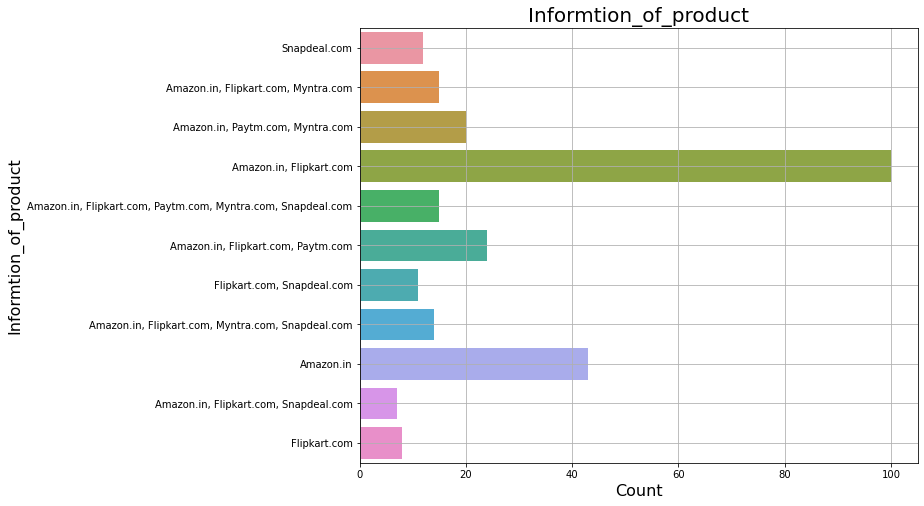 Informtion_of_product
Informtion_of_product
Snapdeal.com
Amazon.in, Flipkart.com, Myntra.com
Amazon.in, Paytm.com, Myntra.com
Amazon.in, Flipkart.com
Amazon.in, Flipkart.com, Paytm.com, Myntra.com, Snapdeal.com
Amazon.in, Flipkart.com, Paytm.com
Flipkart.com, Snapdeal.com
Amazon.in, Flipkart.com, Myntra.com, Snapdeal.com
Amazon.in
Amazon.in, Flipkart.com, Snapdeal.com
Flipkart.com
0 20 40 60 80 100
Count